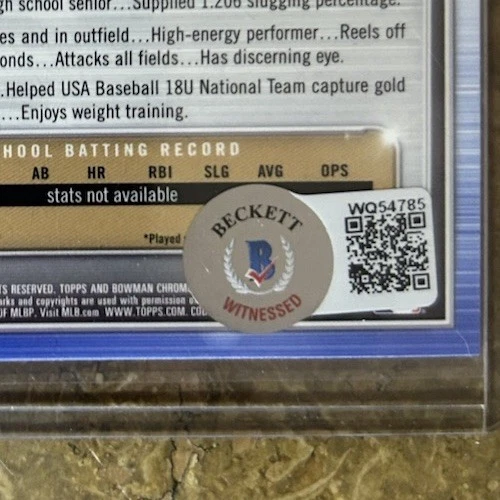 gh school senior...Supplied 1.206 slugging percentage.
es and in outfield...High-energy performer...Reels off
onds...Attacks all fields...Has discerning eye.
.Helped USA Baseball 18U National Team capture gold
...Enjoys weight training.
HOOL BATTING RECORD
AB HR RBI SLG AVG OPS
stats not available
*Played
BECKETT
B
WITNESSED
WQ54785
TS RESERVED. TOPPS AND BOWMAN CHROM
rks and copyrights are used with permission o
OF MLBP. Visit MLB.com WWW.TOPPS.COM. CO